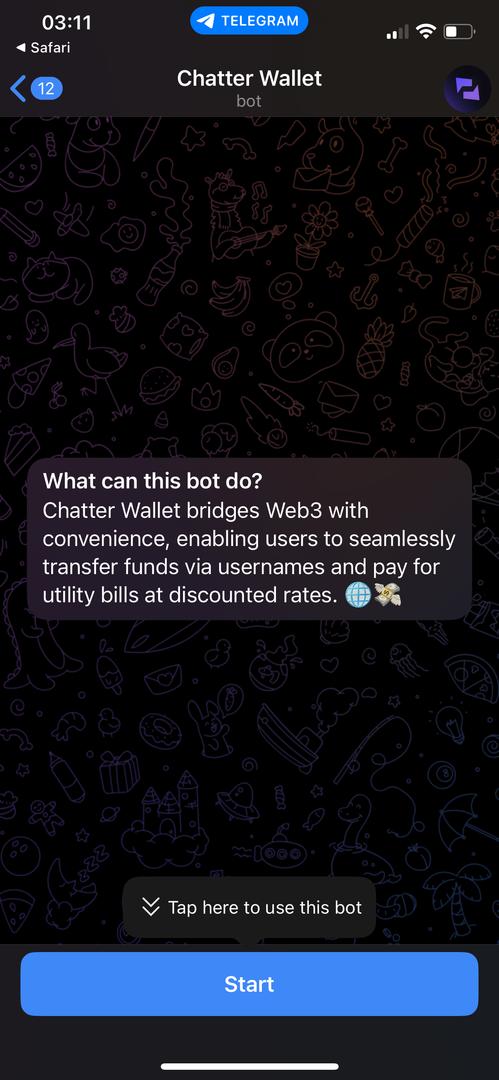 03:11
TELEGRAM
◀ Safari
12
Chatter Wallet
bot
What can this bot do?
Chatter Wallet bridges Web3 with
convenience, enabling users to seamlessly
transfer funds via usernames and pay for
utility bills at discounted rates. 🌐💸
Tap here to use this bot
Start